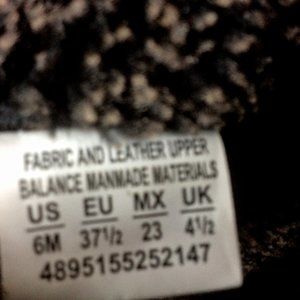 FABRIC AND LEATHER UPPER
BALANCE MANMADE MATERIALS
US EU MX UK
6M 37½ 23 4½
4895155252147